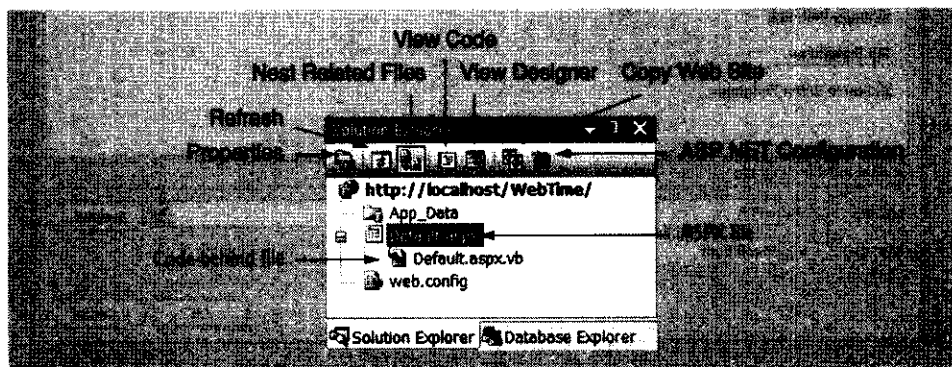 View Code
Nest Related Files
View Designer
Copy Web Site
Refresh
Solution Explorer
Properties
ASP.NET Configuration
http://localhost/WebTime/
App_Data
ASPX file
Code-behind file
Default.aspx.vb
web.config
Solution Explorer
Database Explorer